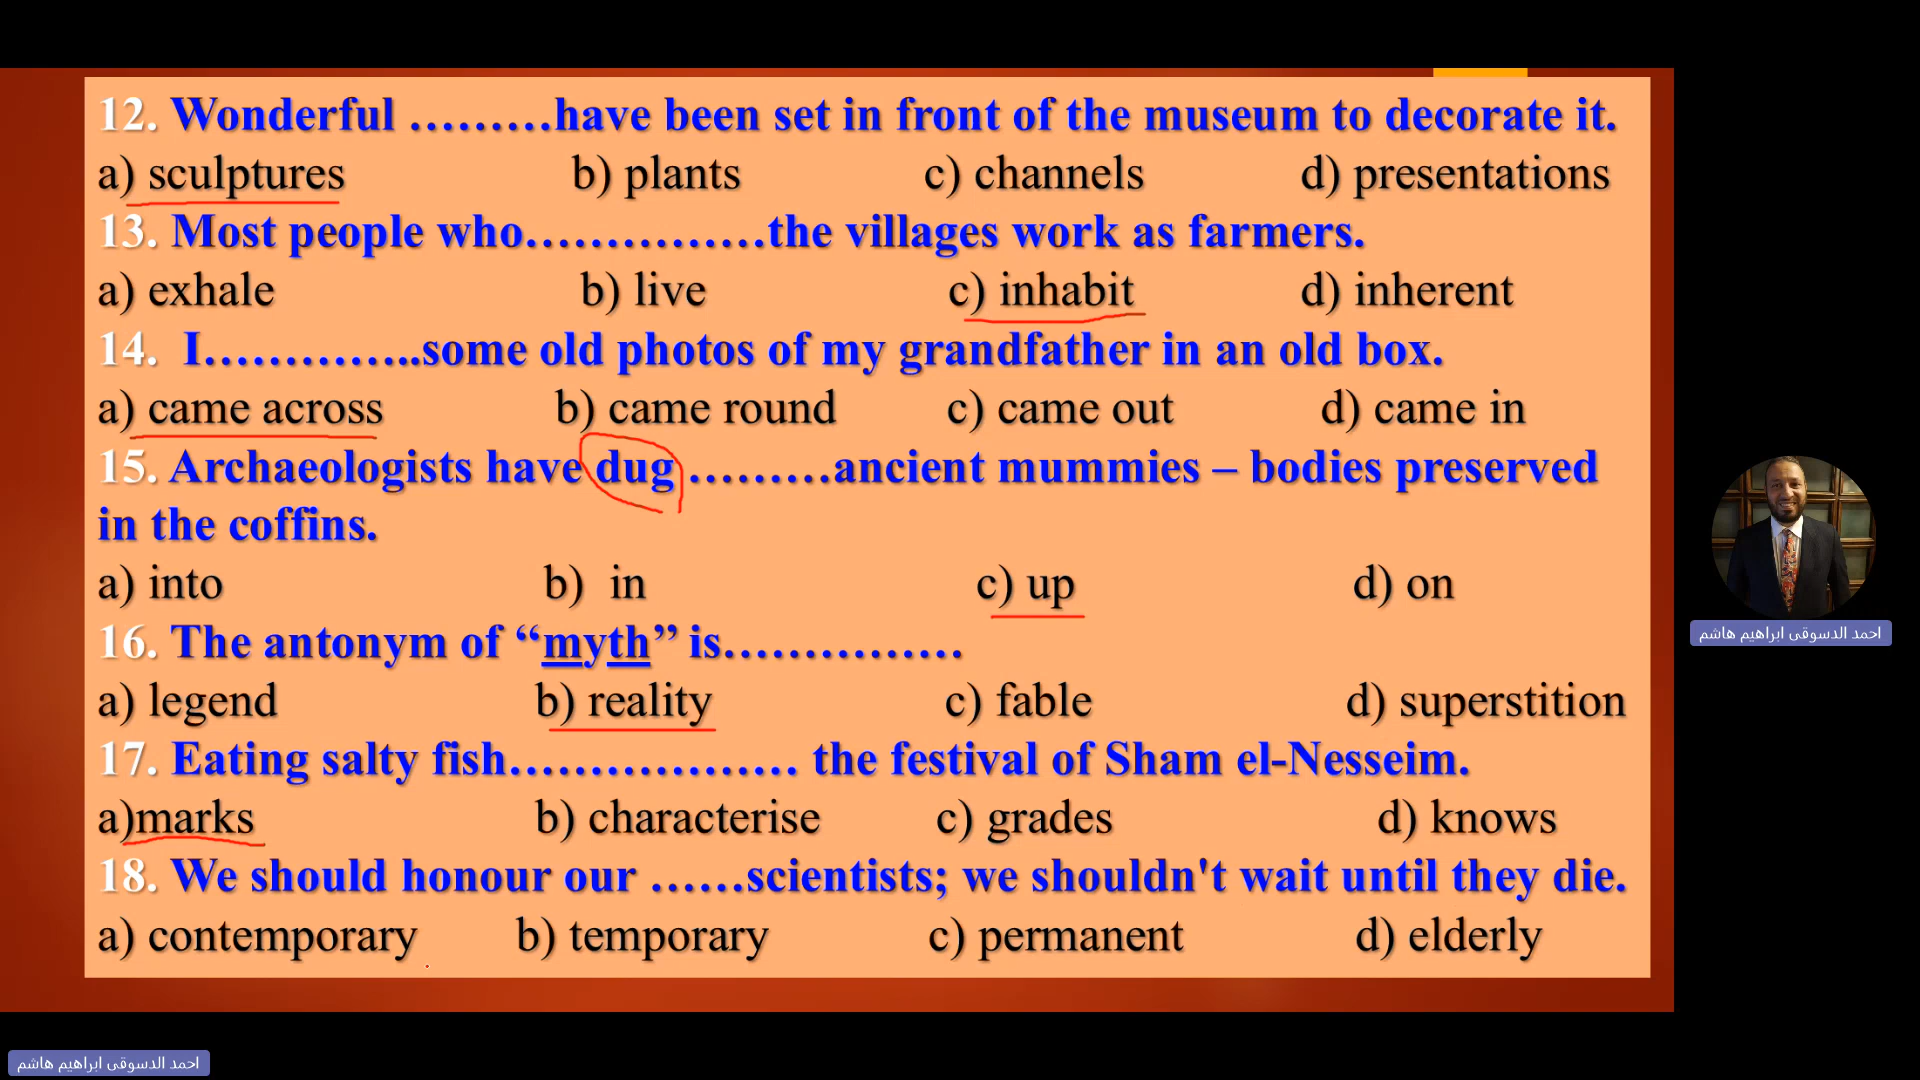 12. Wonderful ………have been set in front of the museum to decorate it.
a) sculptures b) plants c) channels d) presentations
13. Most people who……………the villages work as farmers.
a) exhale b) live c) inhabit d) inherent
14. I…………..some old photos of my grandfather in an old box.
a) came across b) came round c) came out d) came in
15. Archaeologists have dug ………ancient mummies – bodies preserved
in the coffins.
a) into b) in c) up d) on
16. The antonym of “myth” is……………
a) legend b) reality c) fable d) superstition
17. Eating salty fish……………… the festival of Sham el-Nesseim.
a)marks b) characterise c) grades d) knows
18. We should honour our ……scientists; we shouldn't wait until they die.
a) contemporary b) temporary c) permanent d) elderly
احمد الدسوقى ابراهيم هاشم
احمد الدسوقى ابراهيم هاشم